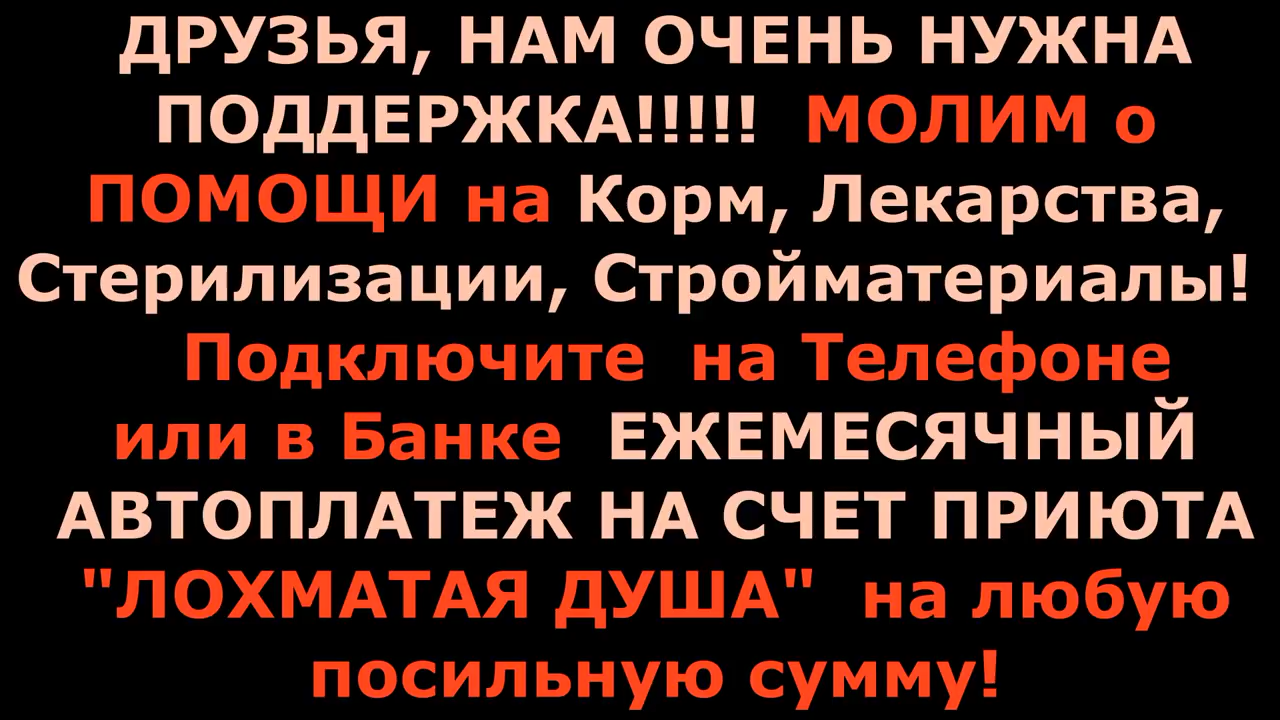 ДРУЗЬЯ, НАМ ОЧЕНЬ НУЖНА
ПОДДЕРЖКА!!!!! МОЛИМ о
ПОМОЩИ на Корм, Лекарства,
Стерилизации, Стройматериалы!
Подключите на Телефоне
или в Банке ЕЖЕМЕСЯЧНЫЙ
АВТОПЛАТЕЖ НА СЧЕТ ПРИЮТА
"ЛОХМАТАЯ ДУША" на любую
посильную сумму!